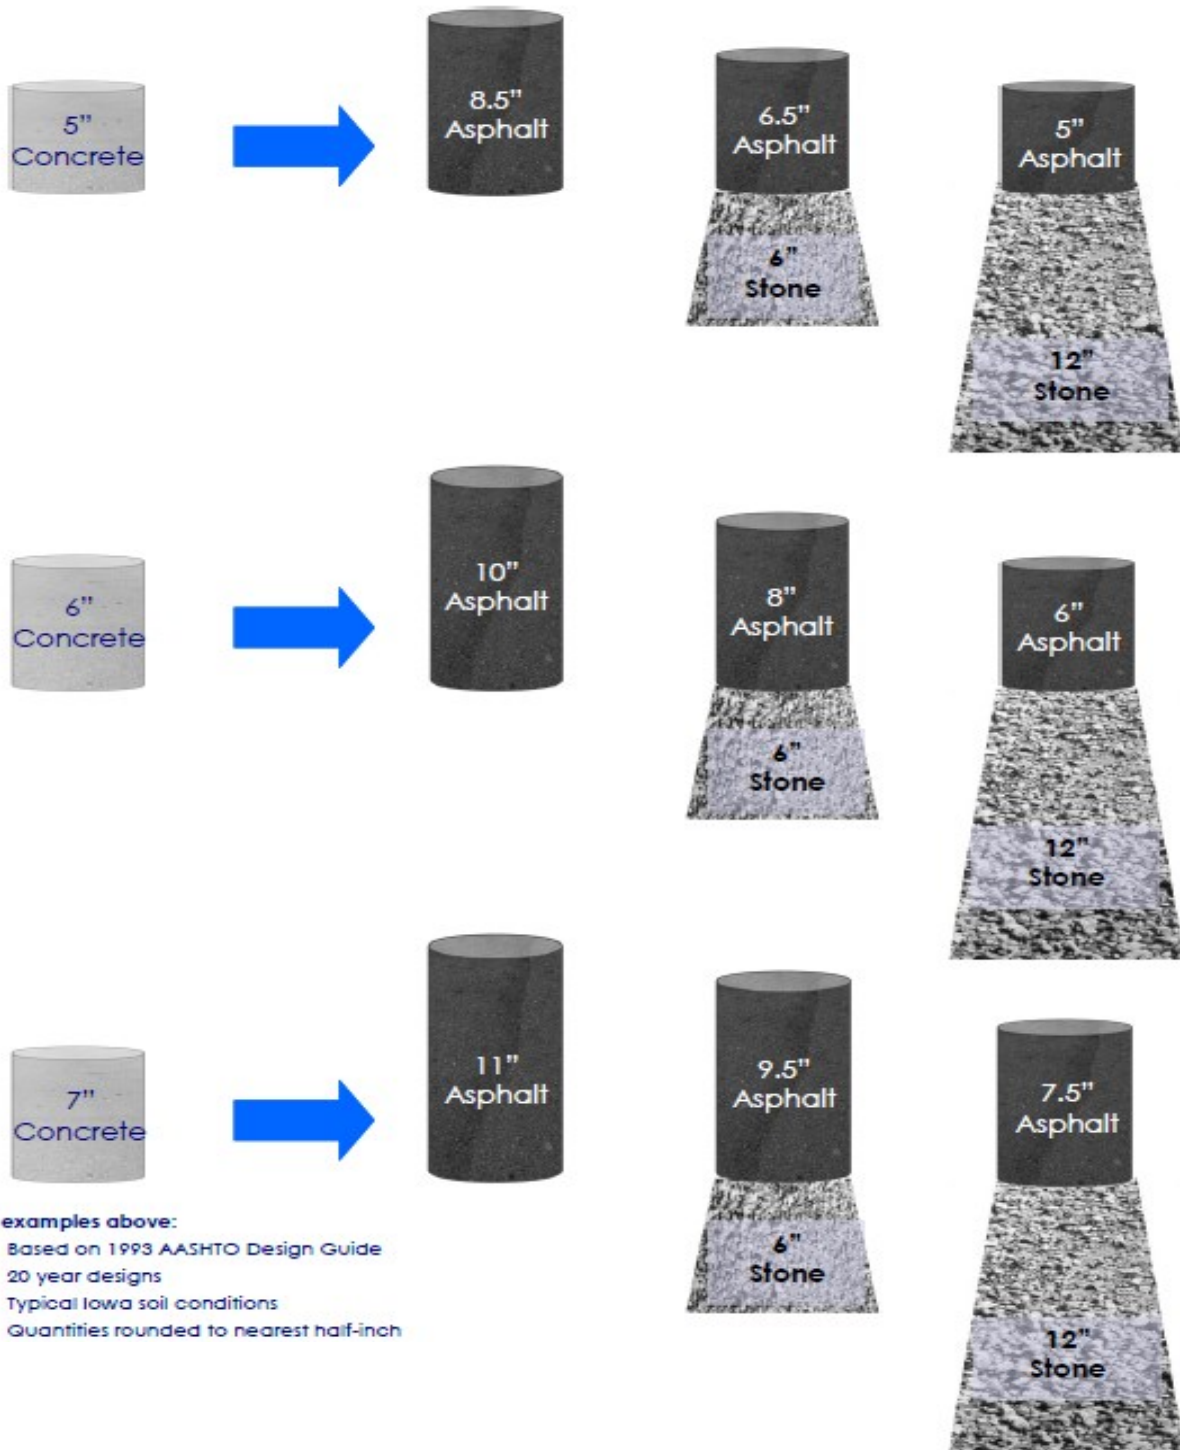 5”
Concrete
8.5”
Asphalt
6.5”
Asphalt
6”
Stone
5”
Asphalt
12”
Stone
6”
Concrete
10”
Asphalt
8”
Asphalt
6”
Stone
6”
Asphalt
12”
Stone
7”
Concrete
11”
Asphalt
9.5”
Asphalt
6”
Stone
7.5”
Asphalt
12”
Stone
examples above:
Based on 1993 AASHTO Design Guide
20 year designs
Typical Iowa soil conditions
Quantities rounded to nearest half-inch